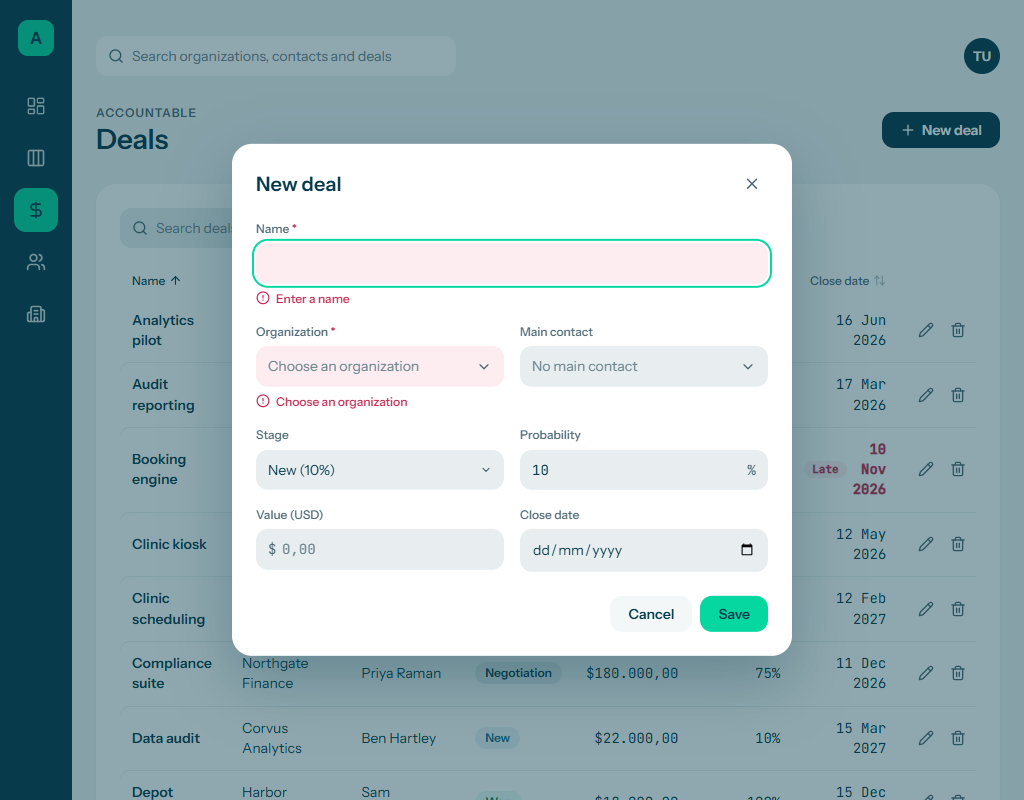 A
Search organizations, contacts and deals
TU
ACCOUNTABLE
Deals
New deal
Search deal
Name
Close date
Analytics
pilot
16 Jun
2026
Audit
reporting
17 Mar
2026
Booking
engine
Late
10
Nov
2026
Clinic kiosk
12 May
2026
Clinic
scheduling
12 Feb
2027
Compliance
suite
Northgate
Finance
Priya Raman
Negotiation
$180.000,00
75%
11 Dec
2026
Data audit
Corvus
Analytics
Ben Hartley
New
$22.000,00
10%
15 Mar
2027
Depot
Harbor
Sam
15 Dec
New deal
Name *
Enter a name
Organization *
Main contact
Choose an organization
No main contact
Choose an organization
Stage
Probability
New (10%)
10
%
Value (USD)
Close date
$ 0,00
dd/mm/yyyy
Cancel
Save